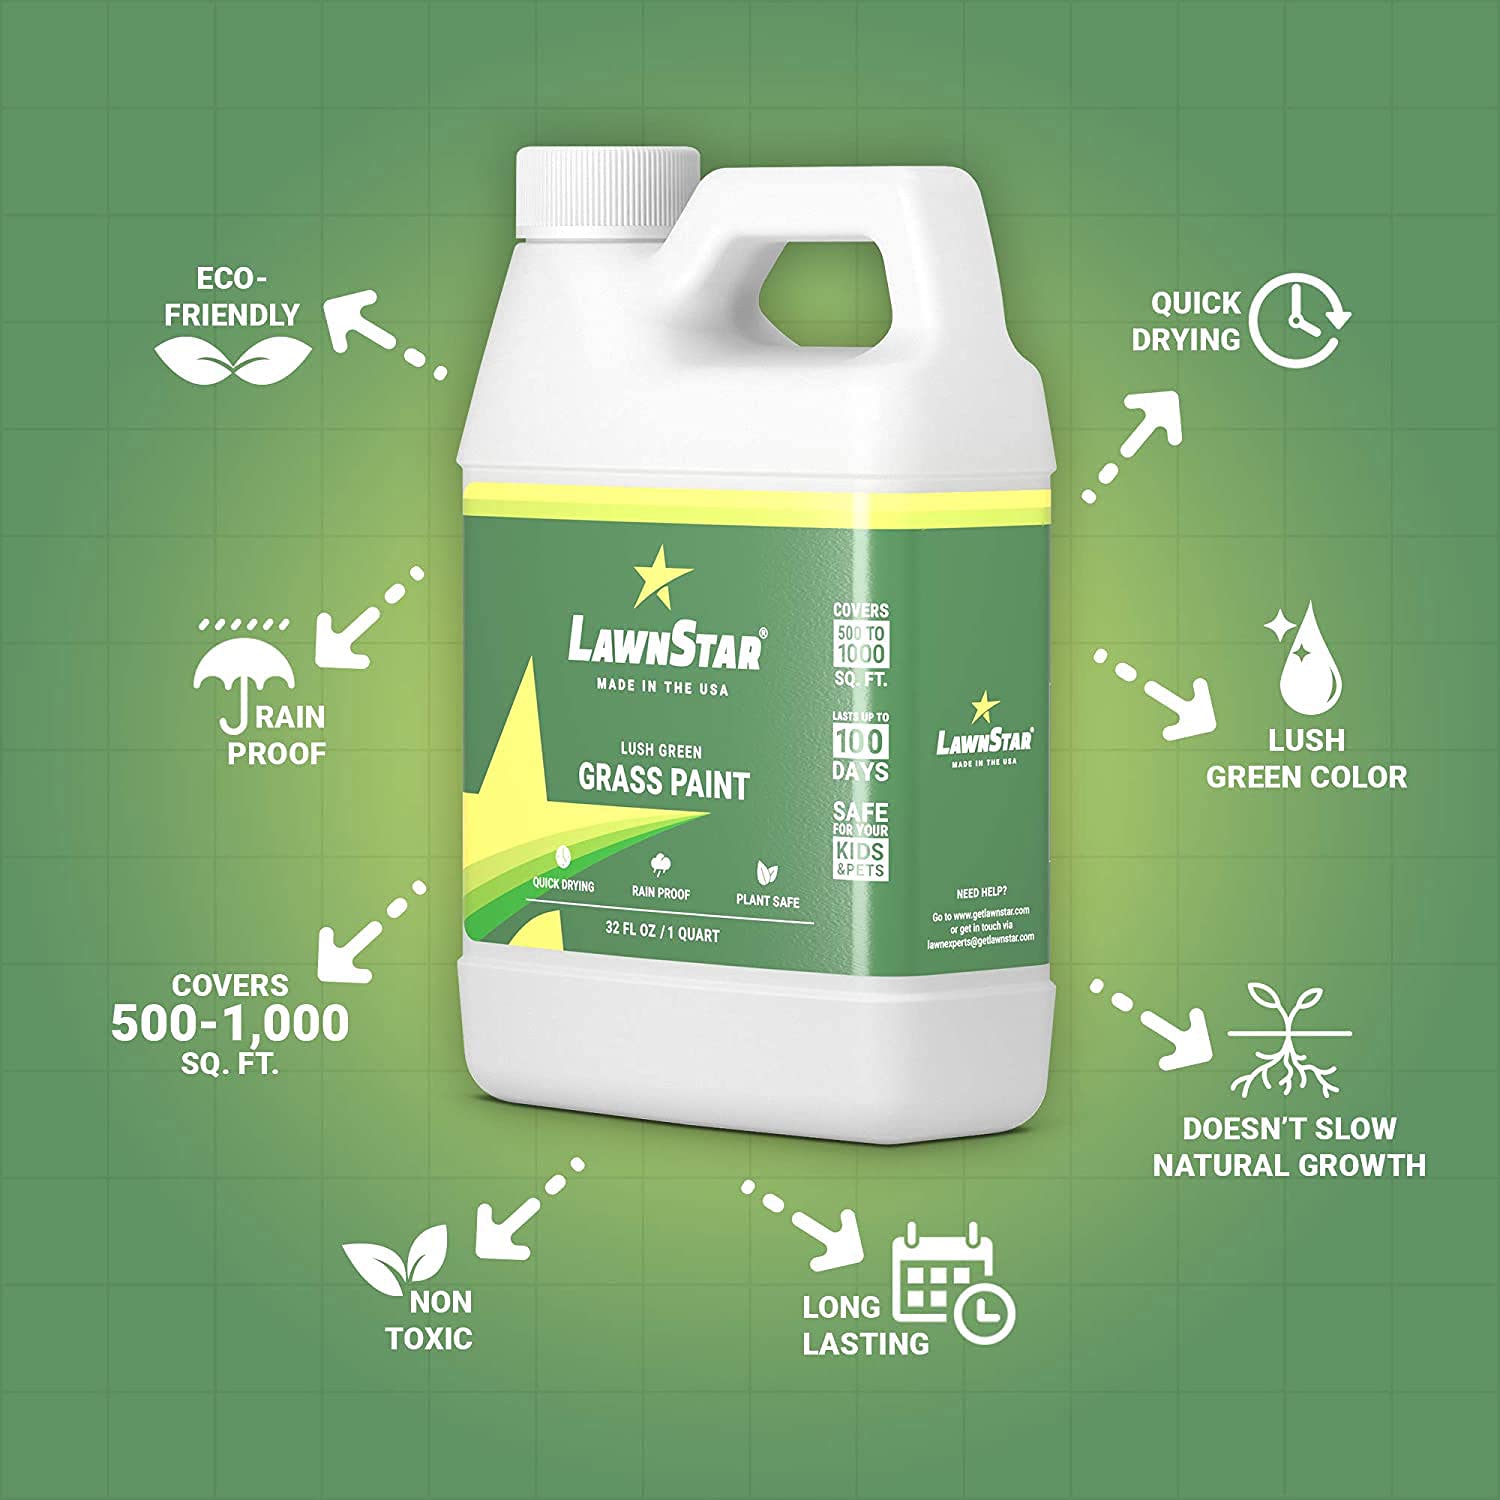 ECO-
FRIENDLY
QUICK
DRYING
RAIN
PROOF
LUSH
GREEN COLOR
COVERS
500-1,000
SQ. FT.
DOESN'T SLOW
NATURAL GROWTH
NON
TOXIC
LONG
LASTING
LAWNSTAR®
MADE IN THE USA
LUSH GREEN
GRASS PAINT
QUICK DRYING
RAIN PROOF
PLANT SAFE
32 FL OZ / 1 QUART
COVERS
500 TO
1000
SQ. FT.
LASTS UP TO
100
DAYS
SAFE
FOR YOUR
KIDS
& PETS
LAWNSTAR®
MADE IN THE USA
NEED HELP?
Go to www.getlawnstar.com
or get in touch via
lawnexperts@getlawnstar.com